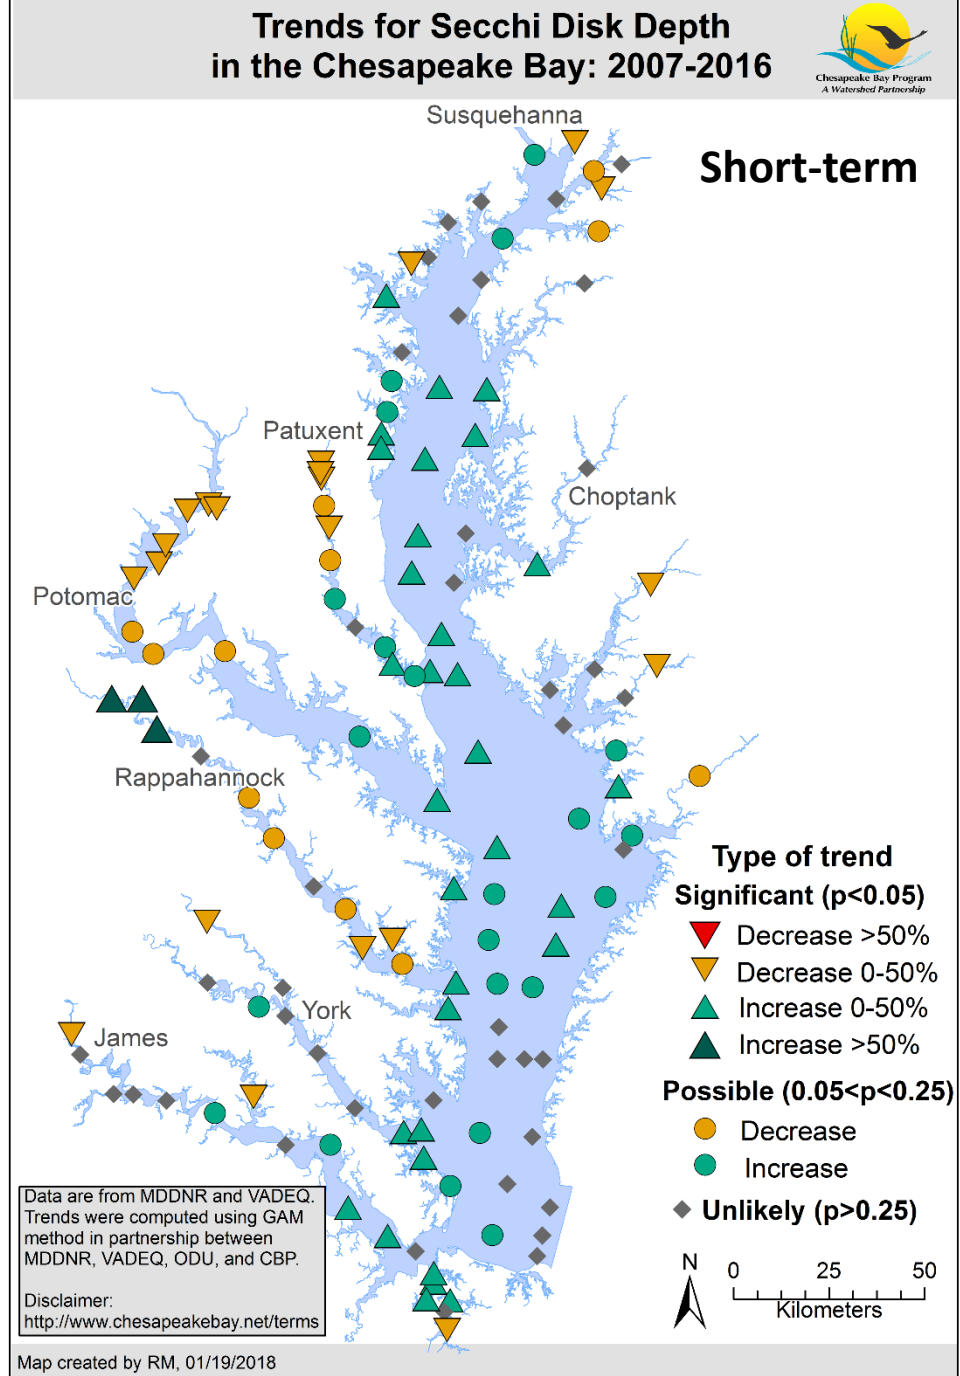 Trends for Secchi Disk Depth
in the Chesapeake Bay: 2007-2016
Chesapeake Bay Program
A Watershed Partnership
Susquehanna
Short-term
Patuxent
Choptank
Potomac
Rappahannock
York
James
Type of trend
Significant (p<0.05)
Decrease >50%
Decrease 0-50%
Increase 0-50%
Increase >50%
Possible (0.05<p<0.25)
Decrease
Increase
Unlikely (p>0.25)
N
0 25 50
Kilometers
Data are from MDDNR and VADEQ.
Trends were computed using GAM
method in partnership between
MDDNR, VADEQ, ODU, and CBP.
Disclaimer:
http://www.chesapeakebay.net/terms
Map created by RM, 01/19/2018